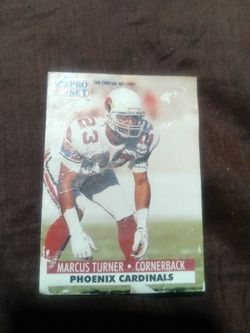 PRO
SET
THE OFFICIAL NFL CARD
23
MARCUS TURNER • CORNERBACK
PHOENIX CARDINALS